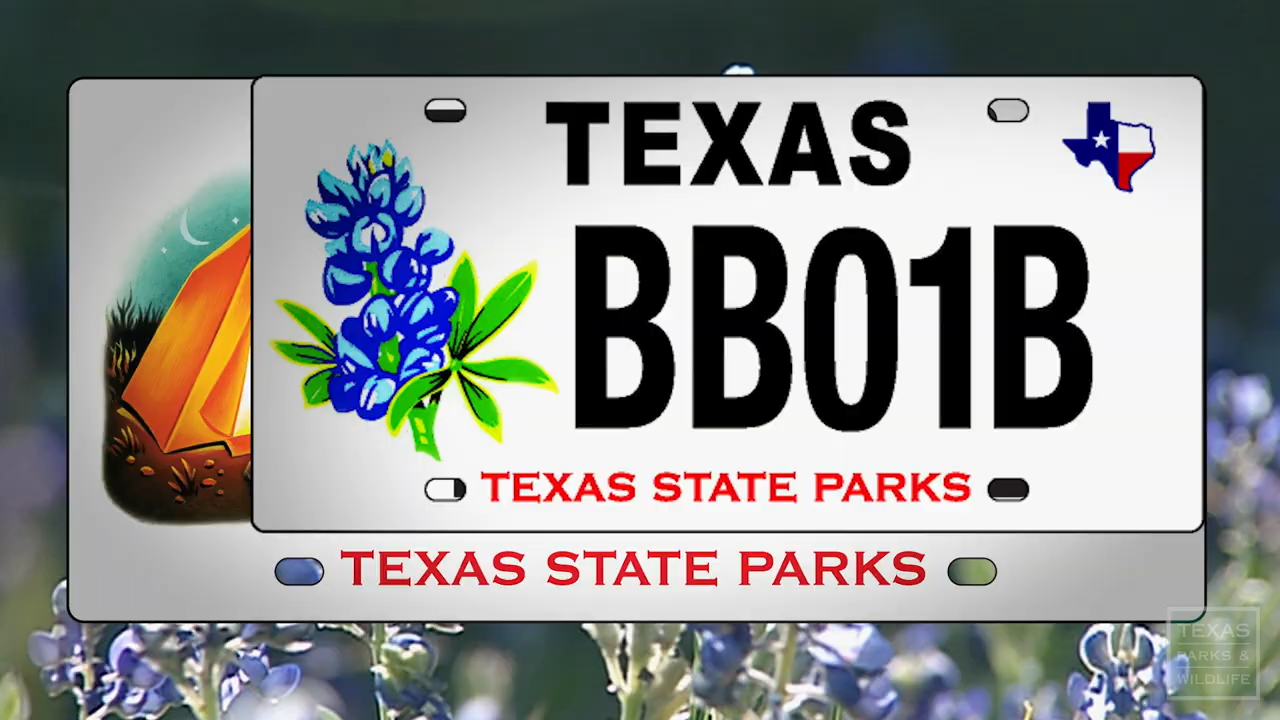 TEXAS
BB01B
TEXAS STATE PARKS
TEXAS STATE PARKS
TEXAS
PARKS &
WILDLIFE